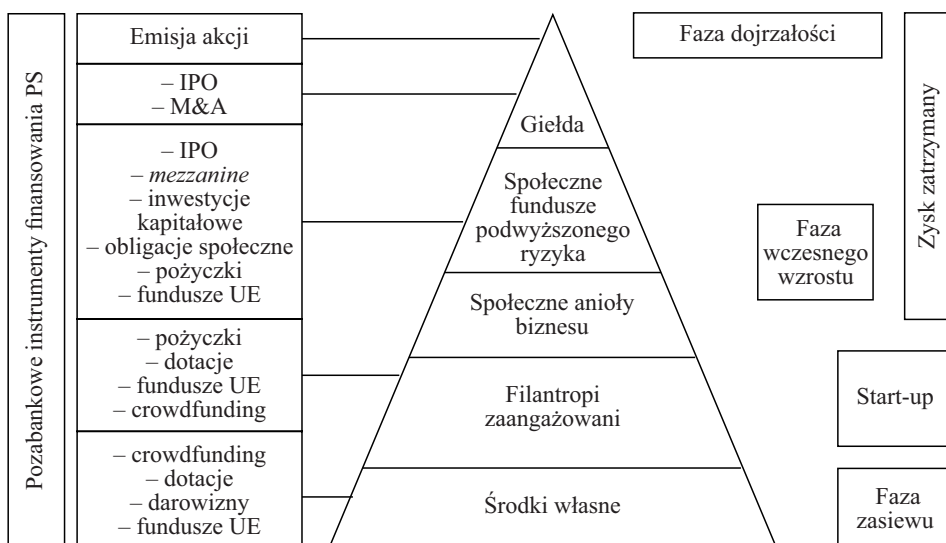 Pozabankowe instrumenty finansowania PS
Emisja akcji
– IPO
– M&A
– IPO
– mezzanine
– inwestycje
kapitałowe
– obligacje społeczne
– pożyczki
– fundusze UE
– pożyczki
– dotacje
– fundusze UE
– crowdfunding
– crowdfunding
– dotacje
– darowizny
– fundusze UE
Giełda
Społeczne
fundusze
podwyższonego
ryzyka
Społeczne anioły
biznesu
Filantropi
zaangażowani
Środki własne
Faza dojrzałości
Faza
wczesnego
wzrostu
Start-up
Faza
zasiewu
Zysk zatrzymany